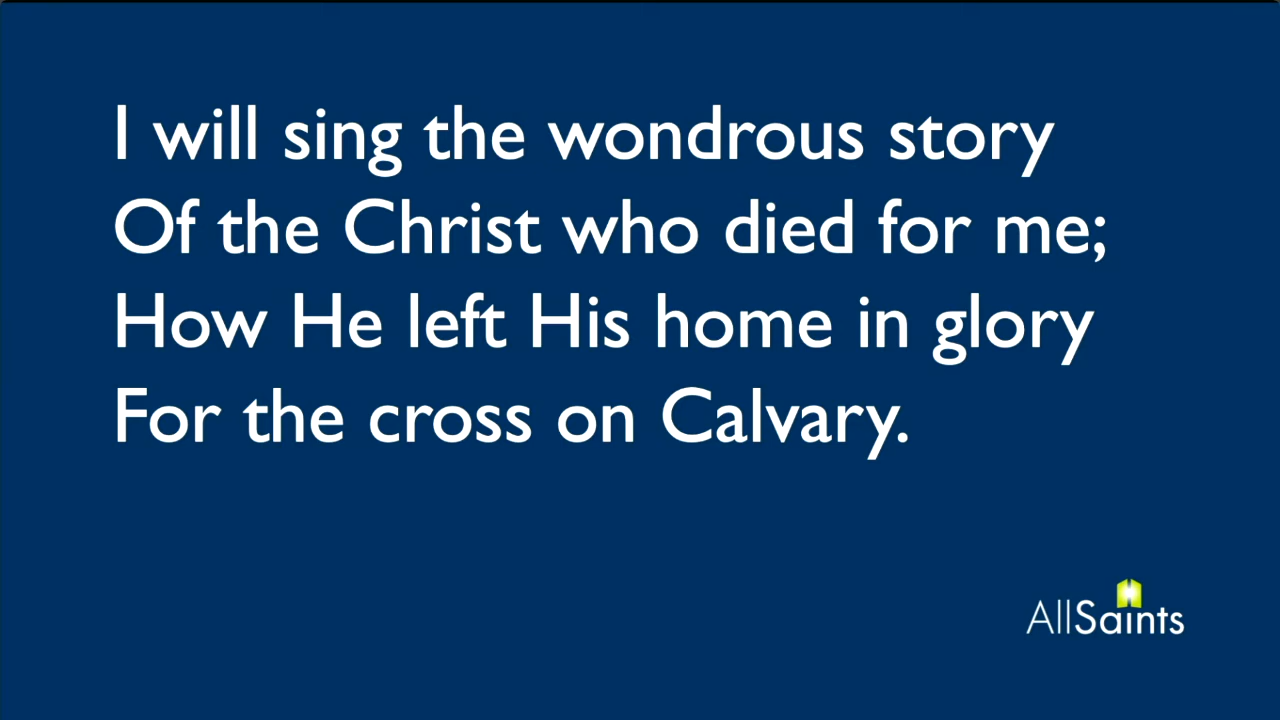 I will sing the wondrous story
Of the Christ who died for me;
How He left His home in glory
For the cross on Calvary.
AllSaints